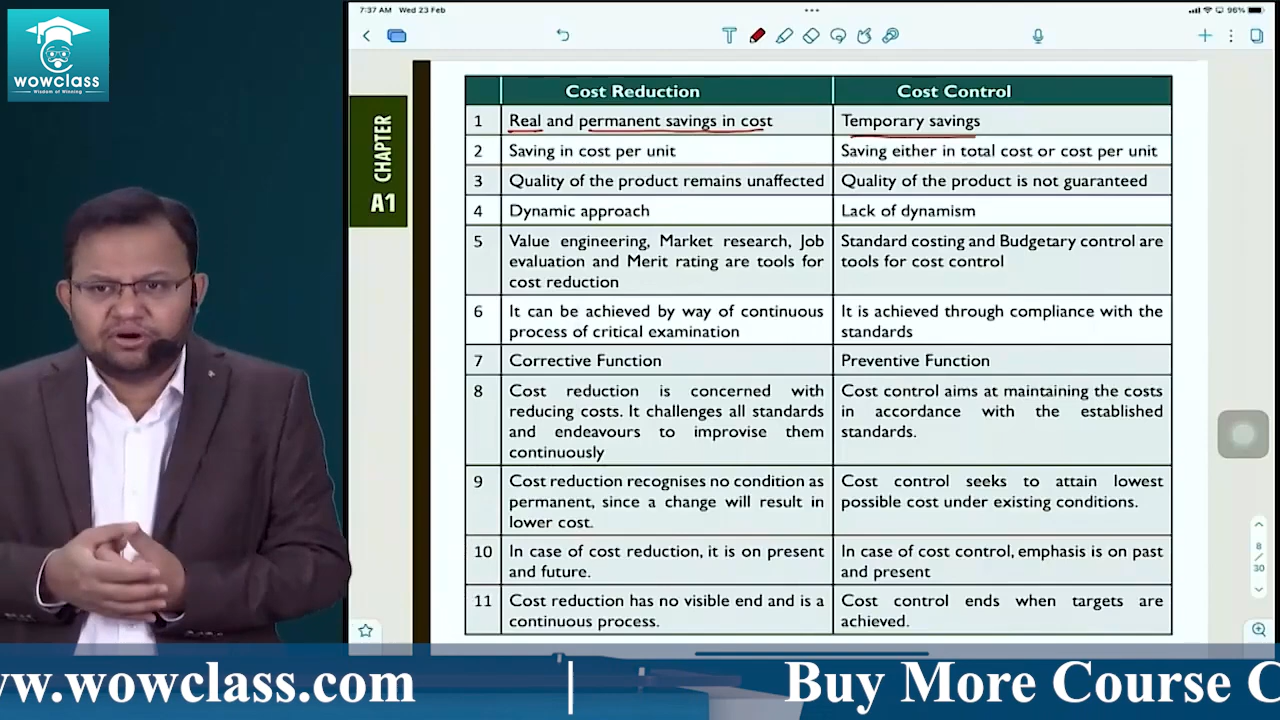 7:37 AM Wed 23 Feb
96%
wowclass
Wisdom of Winning
CHAPTER
A1
Cost Reduction Cost Control
1 Real and permanent savings in cost Temporary savings
2 Saving in cost per unit Saving either in total cost or cost per unit
3 Quality of the product remains unaffected Quality of the product is not guaranteed
4 Dynamic approach Lack of dynamism
5 Value engineering, Market research, Job Standard costing and Budgetary control are
evaluation and Merit rating are tools for tools for cost control
cost reduction
6 It can be achieved by way of continuous It is achieved through compliance with the
process of critical examination standards
7 Corrective Function Preventive Function
8 Cost reduction is concerned with Cost control aims at maintaining the costs
reducing costs. It challenges all standards in accordance with the established
and endeavours to improvise them standards.
continuously
9 Cost reduction recognises no condition as Cost control seeks to attain lowest
permanent, since a change will result in possible cost under existing conditions.
lower cost.
10 In case of cost reduction, it is on present In case of cost control, emphasis is on past
and future. and present
11 Cost reduction has no visible end and is a Cost control ends when targets are
continuous process. achieved.
8
/
30
w.wowclass.com | Buy More Course C